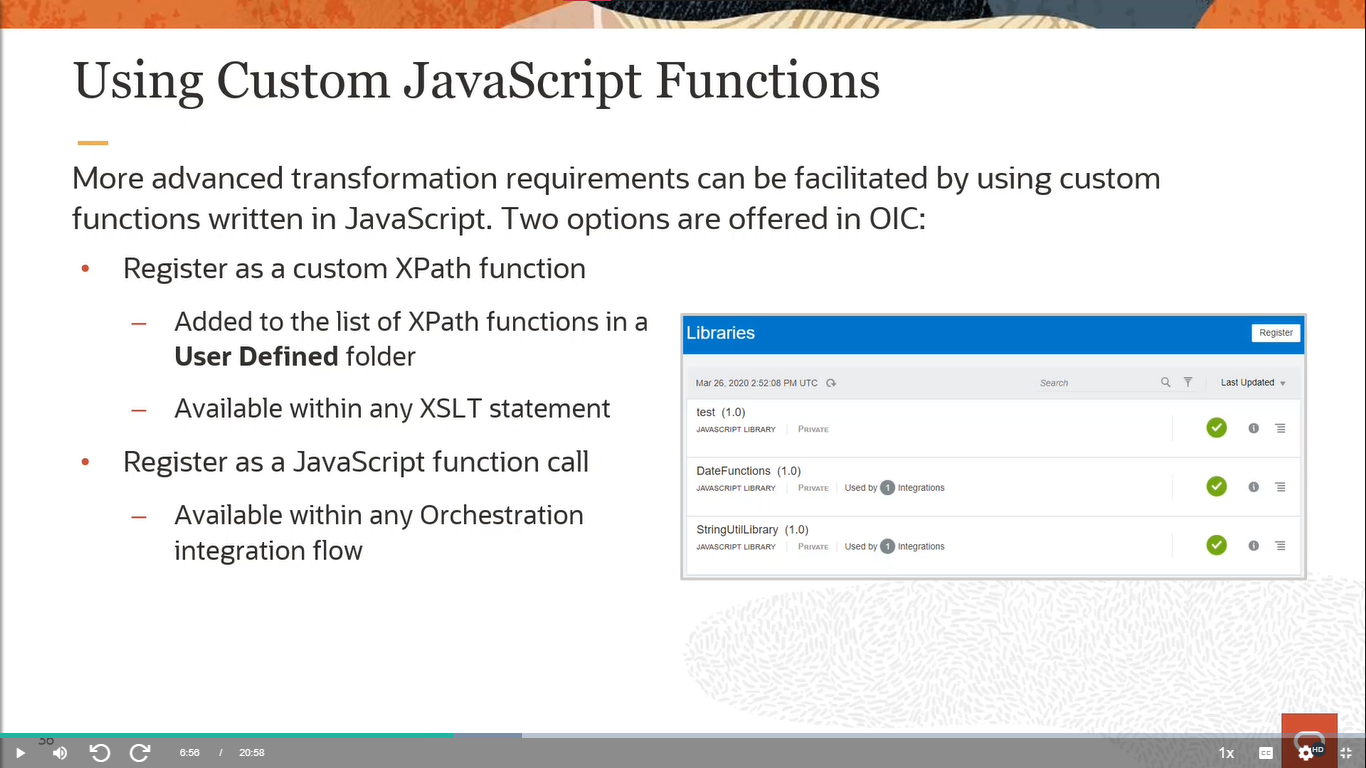 Using Custom JavaScript Functions
More advanced transformation requirements can be facilitated by using custom
functions written in JavaScript. Two options are offered in OIC:
• Register as a custom XPath function
– Added to the list of XPath functions in a
User Defined folder
– Available within any XSLT statement
• Register as a JavaScript function call
– Available within any Orchestration
integration flow
Libraries
Register
Mar 26, 2020 2:52:08 PM UTC
Search
Last Updated
test (1.0)
JAVASCRIPT LIBRARY PRIVATE
DateFunctions (1.0)
JAVASCRIPT LIBRARY PRIVATE Used by 1 Integrations
StringUtilLibrary (1.0)
JAVASCRIPT LIBRARY PRIVATE Used by 1 Integrations
6:56 / 20:58
1x
CC
HD